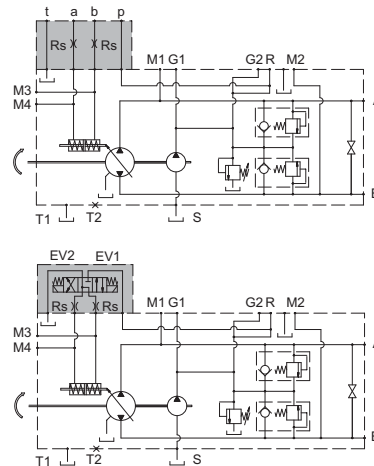 t a b p
Rs Rs
M1 G1 G2 R M2
M3
M4
T1 T2 S
EV2 EV1
Rs Rs
M1 G1 G2 R M2
M3
M4
T1 T2 S